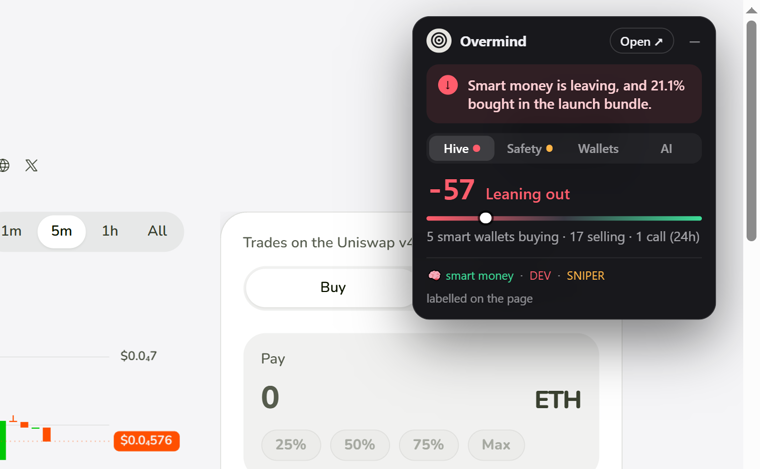 Overmind
Open ↗
Smart money is leaving, and 21.1%
bought in the launch bundle.
Hive
Safety
Wallets
AI
-57 Leaning out
5 smart wallets buying · 17 selling · 1 call (24h)
🧠 smart money · DEV · SNIPER
labelled on the page
1m
5m
1h
All
Trades on the Uniswap v4
Buy
$0.0₄7
Pay
0
ETH
$0.0₄576
25%
50%
75%
Max